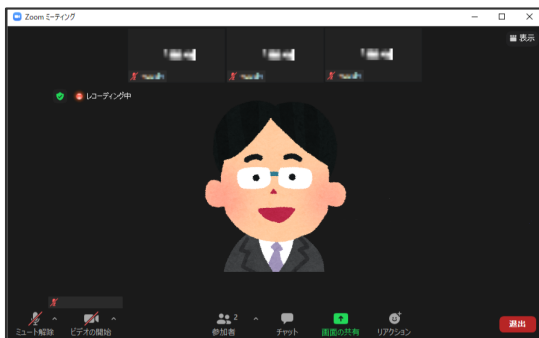 Zoom ミーティング
表示
レコーディング中
ミュート解除
ビデオの開始
参加者
2
チャット
画面の共有
リアクション
退出